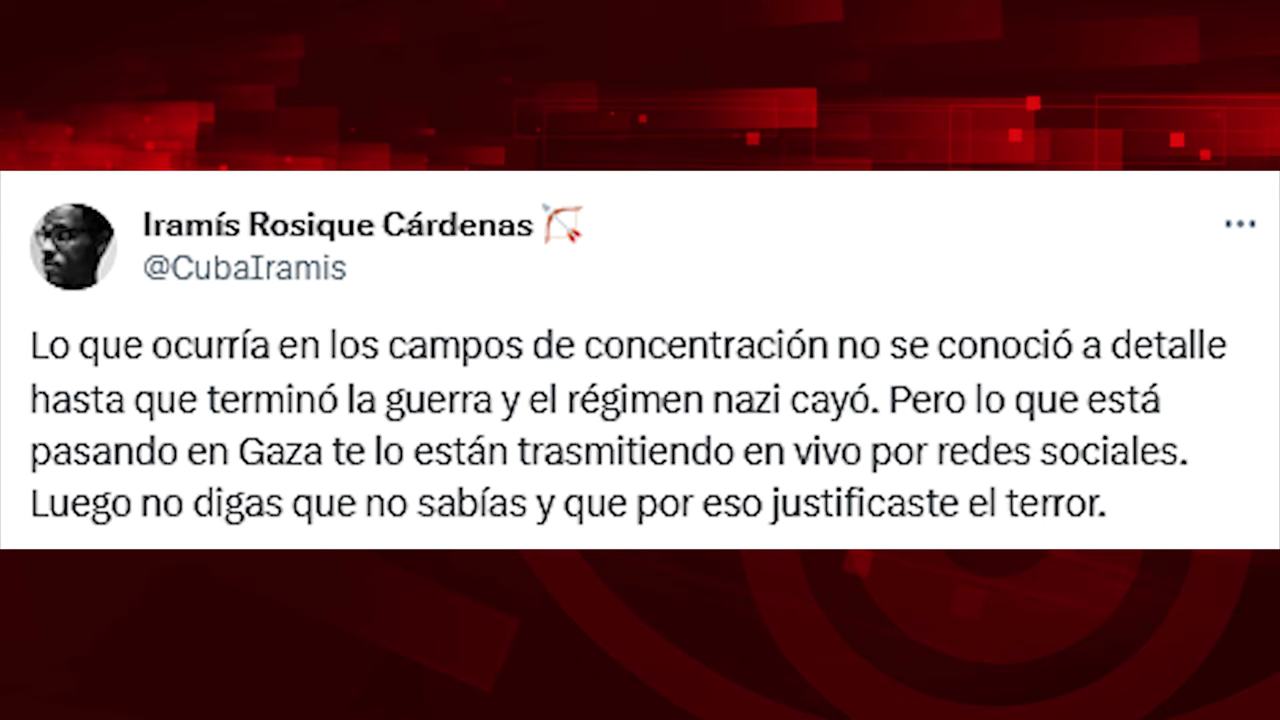 Iramís Rosique Cárdenas 🏹
@CubaIramis
Lo que ocurría en los campos de concentración no se conoció a detalle
hasta que terminó la guerra y el régimen nazi cayó. Pero lo que está
pasando en Gaza te lo están trasmitiendo en vivo por redes sociales.
Luego no digas que no sabías y que por eso justificaste el terror.